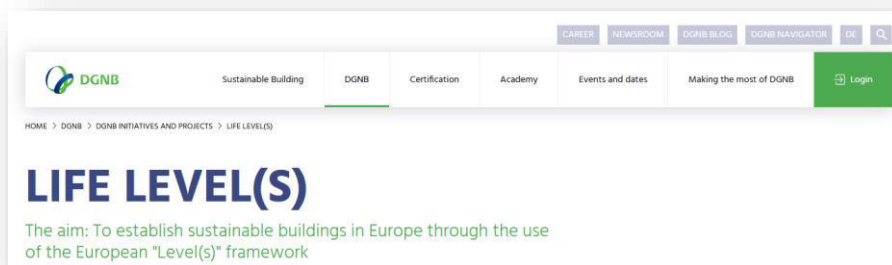 CAREER NEWSROOM DGNB BLOG DGNB NAVIGATOR DE
DGNB Sustainable Building DGNB Certification Academy Events and dates Making the most of DGNB Login
HOME > DGNB > DGNB INITIATIVES AND PROJECTS > LIFE LEVEL(S)
LIFE LEVEL(S)
The aim: To establish sustainable buildings in Europe through the use
of the European "Level(s)" framework